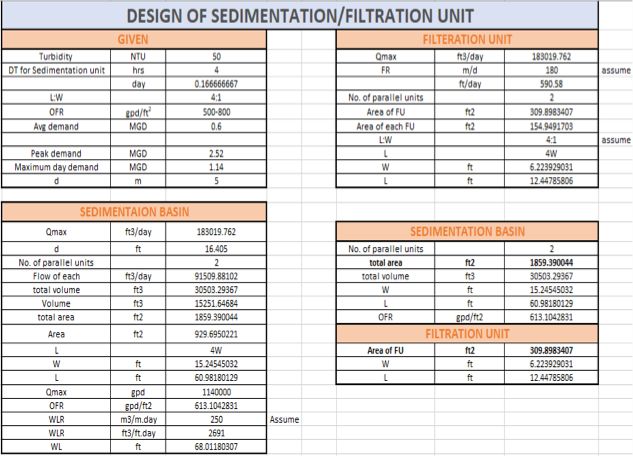 DESIGN OF SEDIMENTATION/FILTRATION UNIT
GIVEN
Turbidity NTU 50
DT for Sedimentation unit hrs 4
day 0.166666667
L:W 4:1
OFR gpd/ft² 500-800
Avg demand MGD 0.6
Peak demand MGD 2.52
Maximum day demand MGD 1.14
d m 5
FILTERATION UNIT
Qmax ft3/day 183019.762
FR m/d 180 assume
ft/day 590.58
No. of parallel units 2
Area of FU ft2 309.8983407
Area of each FU ft2 154.9491703
L:W 4:1 assume
L 4W
W ft 6.223929031
L ft 12.44785806
SEDIMENTAION BASIN
Qmax ft3/day 183019.762
d ft 16.405
No. of parallel units 2
Flow of each ft3/day 91509.88102
total volume ft3 30503.29367
Volume ft3 15251.64684
total area ft2 1859.390044
Area ft2 929.6950221
L 4W
W ft 15.24545032
L ft 60.98180129
Qmax gpd 1140000
OFR gpd/ft2 613.1042831
WLR m3/m.day 250 Assume
WLR ft3/ft.day 2691
WL ft 68.01180307
SEDIMENTATION BASIN
No. of parallel units 2
total area ft2 1859.390044
total volume ft3 30503.29367
W ft 15.24545032
L ft 60.98180129
OFR gpd/ft2 613.1042831
FILTRATION UNIT
Area of FU ft2 309.8983407
W ft 6.223929031
L ft 12.44785806